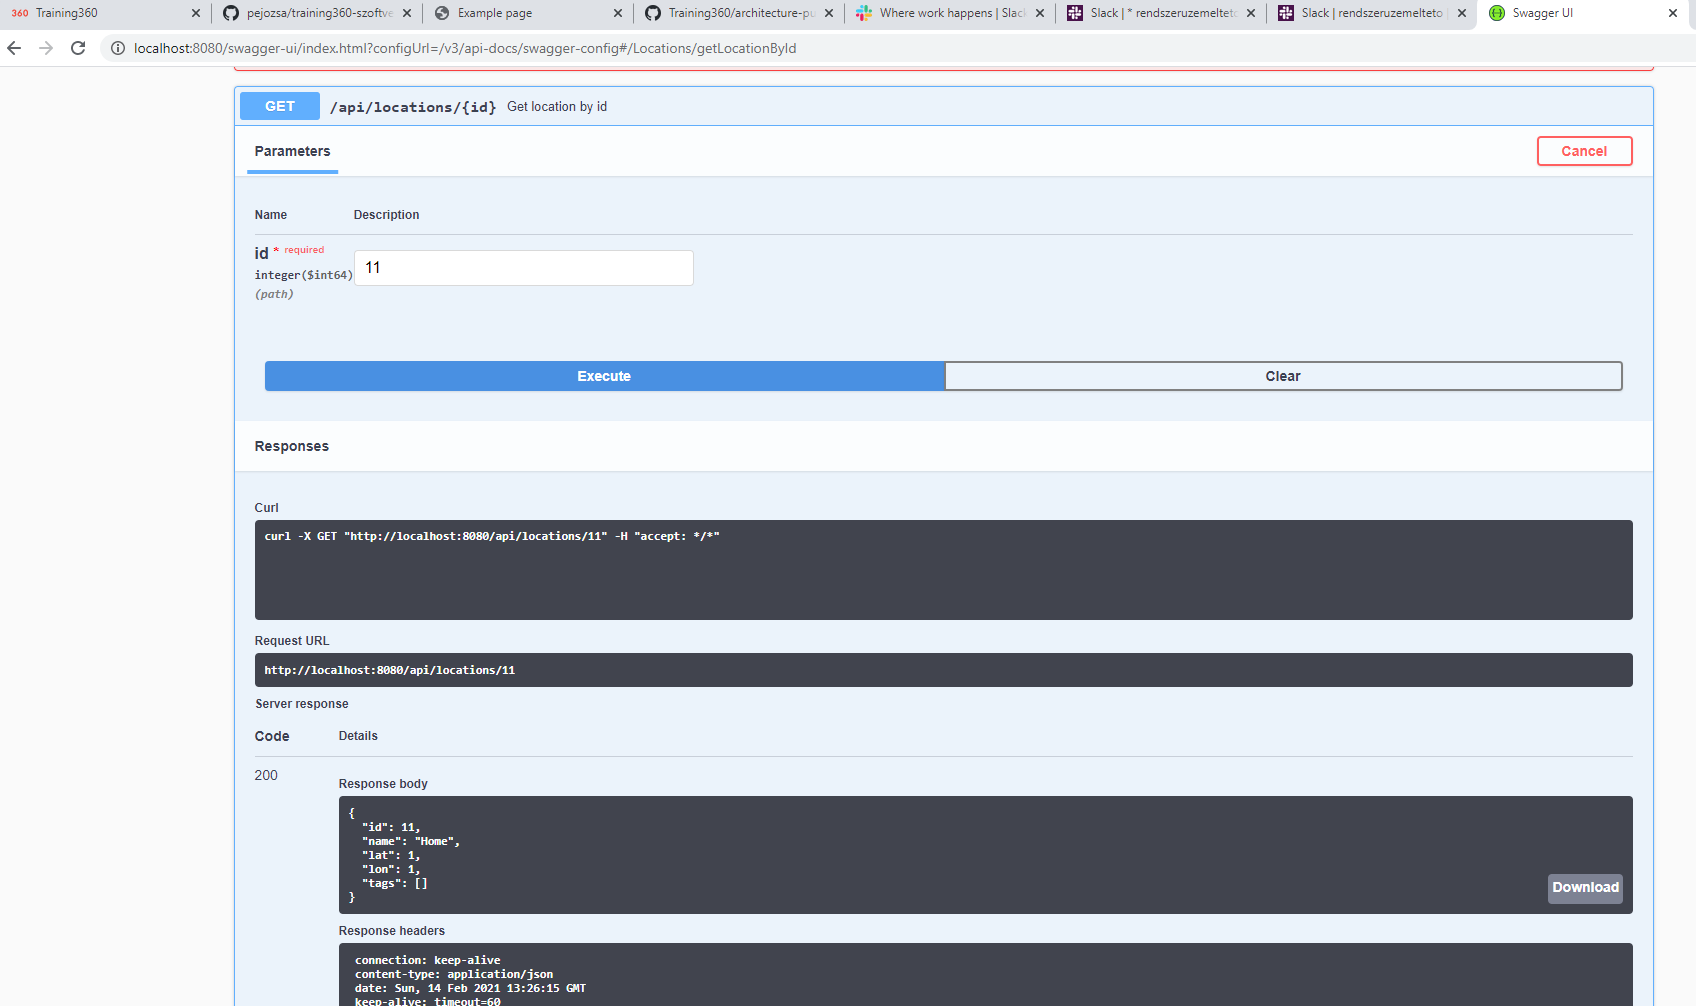 360 Training360
pejozsa/training360-szoftve
Example page
Training360/architecture-pu
Where work happens | Slack
Slack | * rendszeruzemelteto
Slack | rendszeruzemelteto |
Swagger UI
localhost:8080/swagger-ui/index.html?configUrl=/v3/api-docs/swagger-config#/Locations/getLocationById
GET /api/locations/{id} Get location by id
Parameters Cancel
Name Description
id * required
11
integer($int64)
(path)
Execute Clear
Responses
Curl
curl -X GET "http://localhost:8080/api/locations/11" -H "accept: */*"
Request URL
http://localhost:8080/api/locations/11
Server response
Code Details
200
Response body
{
"id": 11,
"name": "Home",
"lat": 1,
"lon": 1,
"tags": []
}
Download
Response headers
connection: keep-alive
content-type: application/json
date: Sun, 14 Feb 2021 13:26:15 GMT
keep-alive: timeout=60